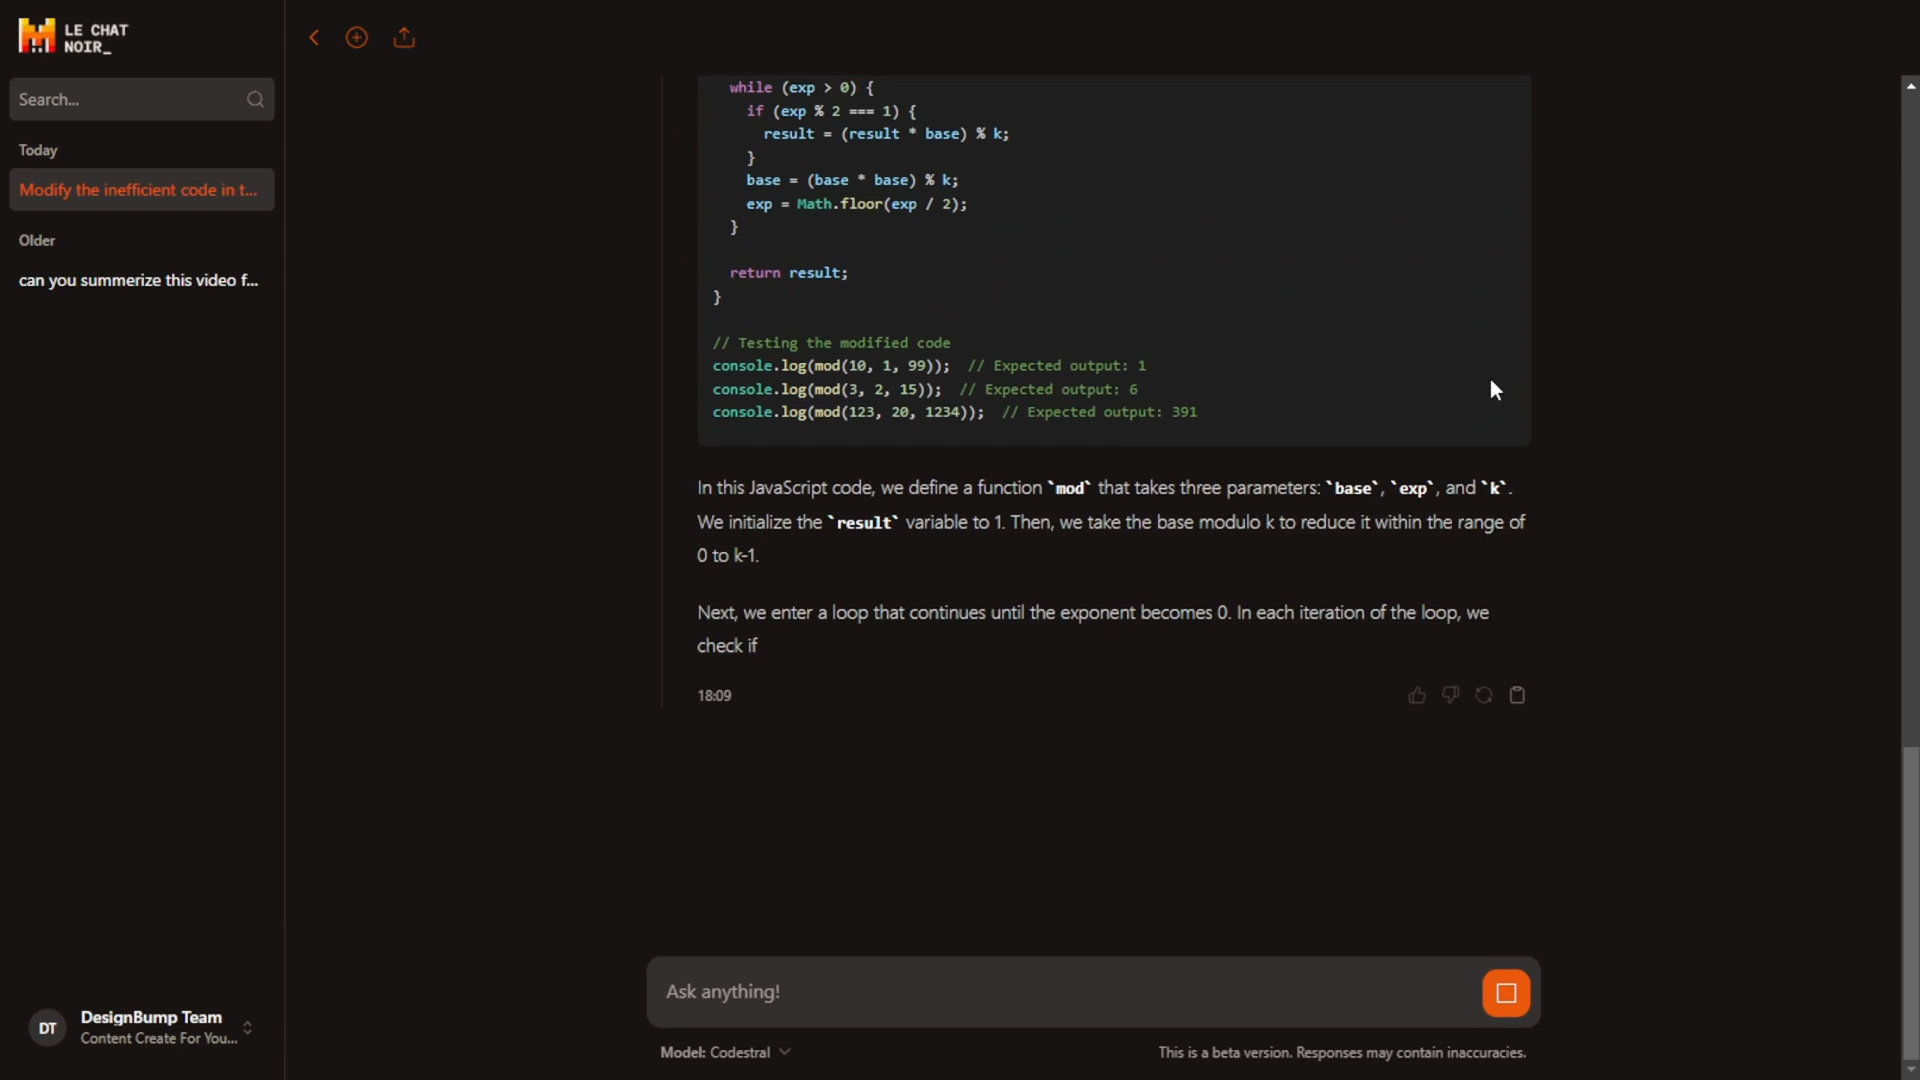 LE CHAT
NOIR_
Search...
Today
Modify the inefficient code in t...
Older
can you summerize this video f...
while (exp > 0) {
if (exp % 2 === 1) {
result = (result * base) % k;
}
base = (base * base) % k;
exp = Math.floor(exp / 2);
}
return result;
}
// Testing the modified code
console.log(mod(10, 1, 99)); // Expected output: 1
console.log(mod(3, 2, 15)); // Expected output: 6
console.log(mod(123, 20, 1234)); // Expected output: 391
In this JavaScript code, we define a function `mod` that takes three parameters: `base`, `exp`, and `k`.
We initialize the `result` variable to 1. Then, we take the base modulo k to reduce it within the range of
0 to k-1.
Next, we enter a loop that continues until the exponent becomes 0. In each iteration of the loop, we
check if
18:09
Ask anything!
DT
DesignBump Team
Content Create For You...
Model: Codestral
This is a beta version. Responses may contain inaccuracies.